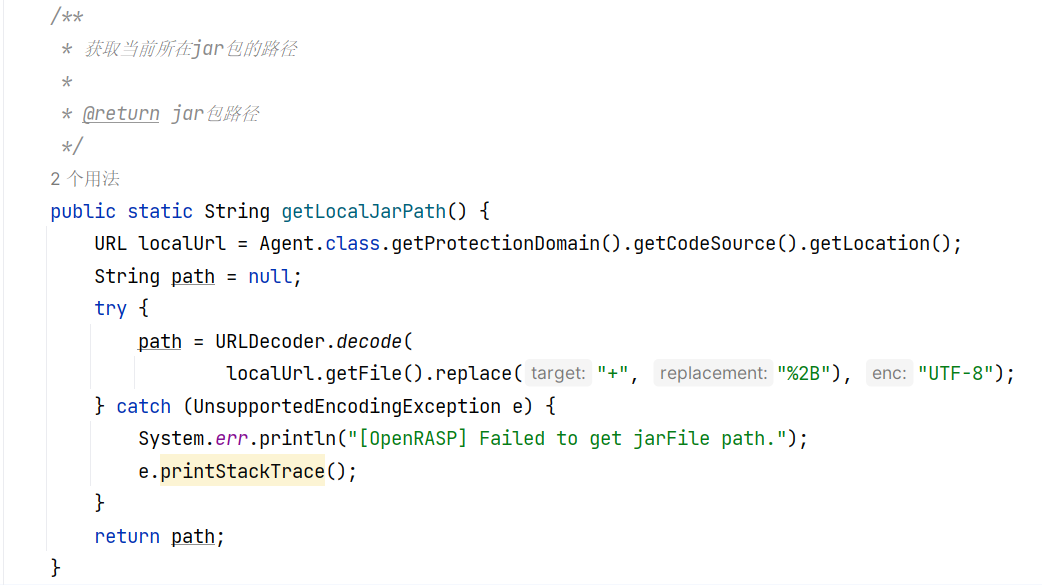 /**
 * 获取当前所在jar包的路径
 *
 * @return jar包路径
 */
2 个用法
public static String getLocalJarPath() {
    URL localUrl = Agent.class.getProtectionDomain().getCodeSource().getLocation();
    String path = null;
    try {
        path = URLDecoder.decode(
                localUrl.getFile().replace( target: "+", replacement: "%2B"), enc: "UTF-8");
    } catch (UnsupportedEncodingException e) {
        System.err.println("[OpenRASP] Failed to get jarFile path.");
        e.printStackTrace();
    }
    return path;
}